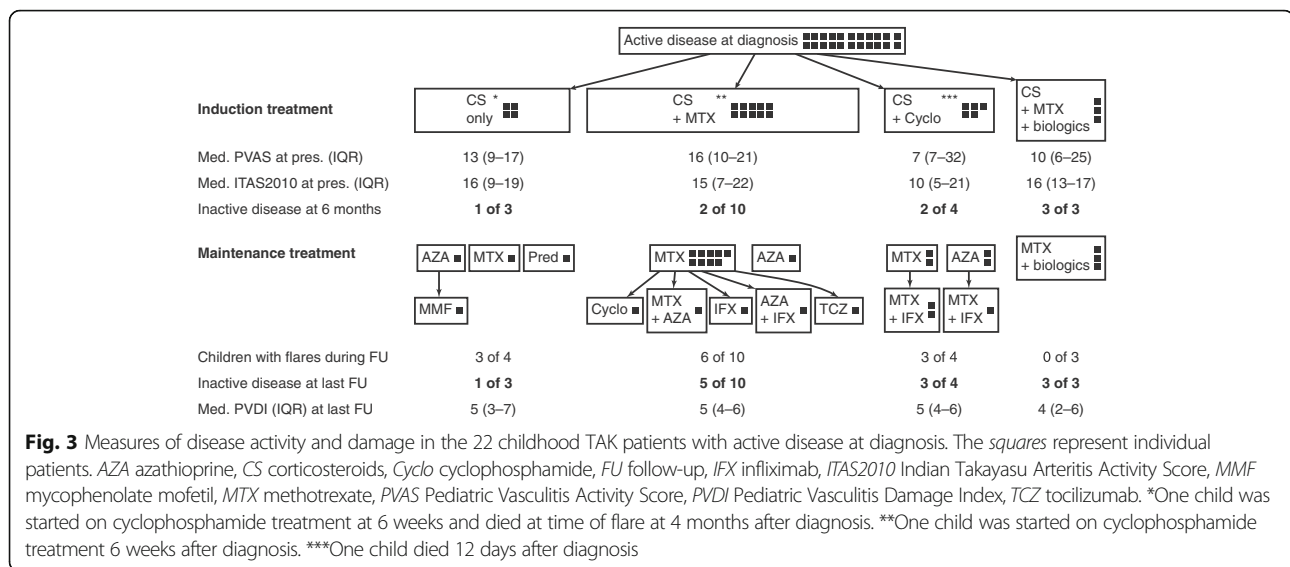 Active disease at diagnosis
Induction treatment
CS *
only
CS **
+ MTX
CS ***
+ Cyclo
CS
+ MTX
+ biologics
Med. PVAS at pres. (IQR) 13 (9–17) 16 (10–21) 7 (7–32) 10 (6–25)
Med. ITAS2010 at pres. (IQR) 16 (9–19) 15 (7–22) 10 (5–21) 16 (13–17)
Inactive disease at 6 months 1 of 3 2 of 10 2 of 4 3 of 3
Maintenance treatment
AZA MTX Pred MTX AZA MTX AZA
MTX
+ biologics
MMF
Cyclo
MTX
+ AZA
IFX
AZA
+ IFX
TCZ
MTX
+ IFX
MTX
+ IFX
Children with flares during FU 3 of 4 6 of 10 3 of 4 0 of 3
Inactive disease at last FU 1 of 3 5 of 10 3 of 4 3 of 3
Med. PVDI (IQR) at last FU 5 (3–7) 5 (4–6) 5 (4–6) 4 (2–6)
Fig. 3 Measures of disease activity and damage in the 22 childhood TAK patients with active disease at diagnosis. The squares represent individual
patients. AZA azathioprine, CS corticosteroids, Cyclo cyclophosphamide, FU follow-up, IFX infliximab, ITAS2010 Indian Takayasu Arteritis Activity Score, MMF
mycophenolate mofetil, MTX methotrexate, PVAS Pediatric Vasculitis Activity Score, PVDI Pediatric Vasculitis Damage Index, TCZ tocilizumab. *One child was
started on cyclophosphamide treatment at 6 weeks and died at time of flare at 4 months after diagnosis. **One child was started on cyclophosphamide
treatment 6 weeks after diagnosis. ***One child died 12 days after diagnosis